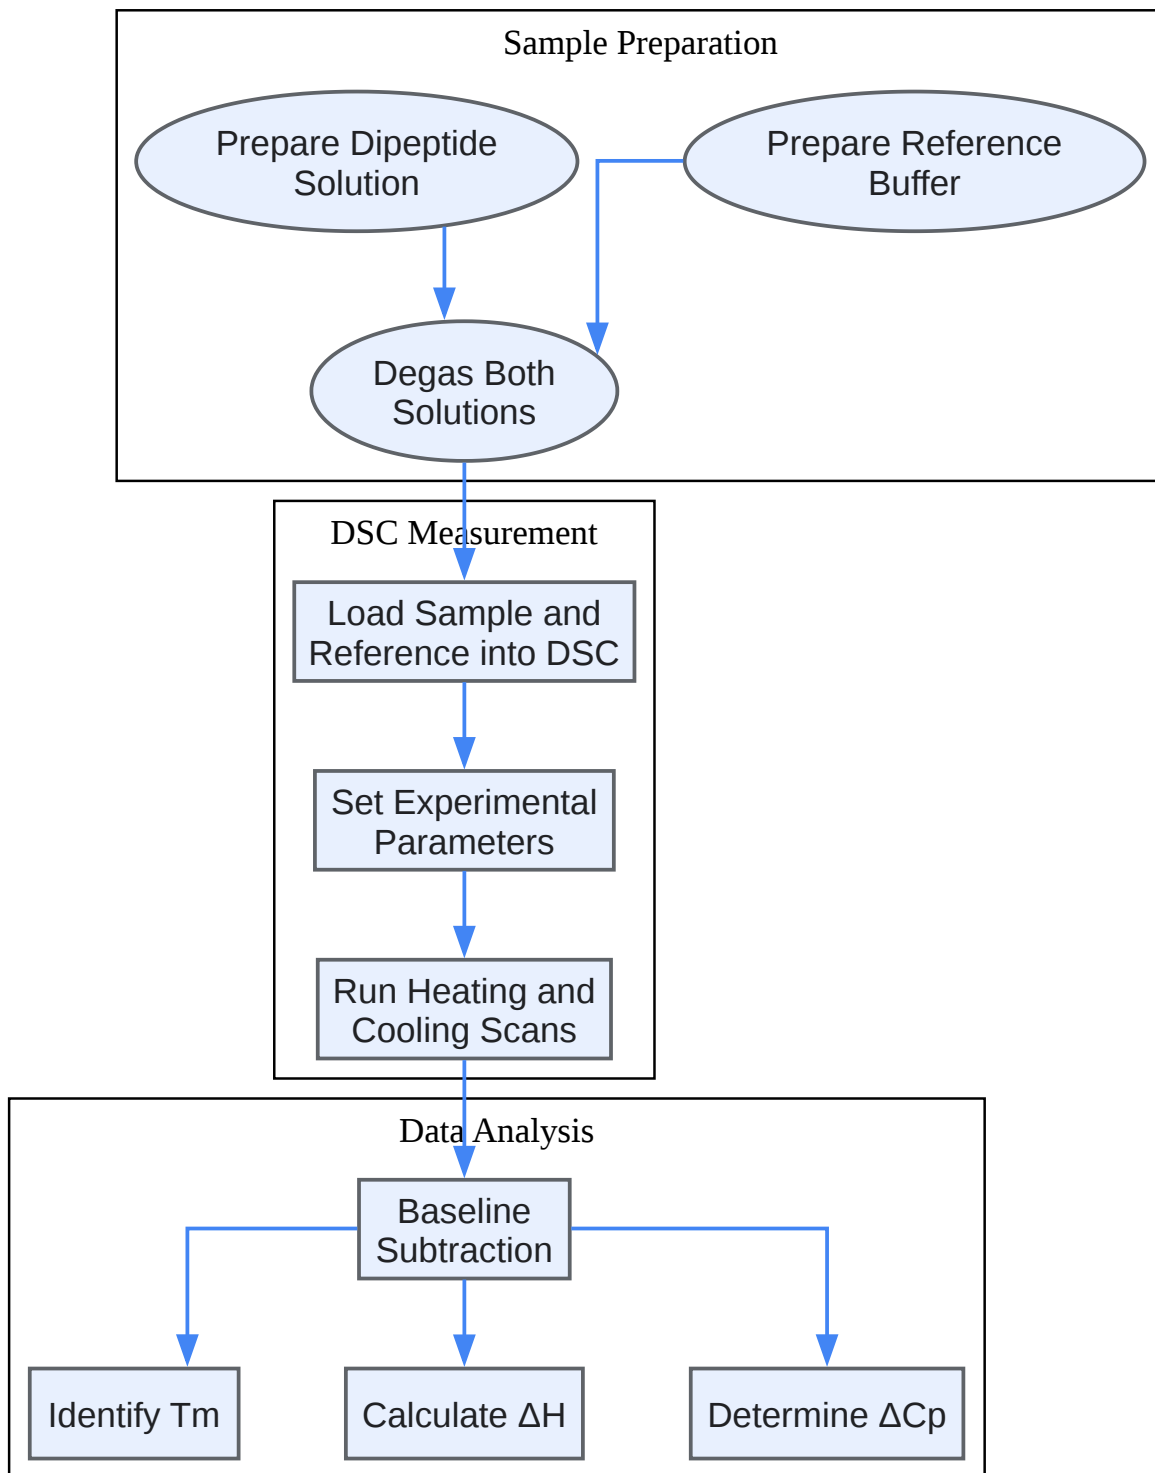 Sample Preparation
Prepare Dipeptide
Solution
Prepare Reference
Buffer
Degas Both
Solutions
DSC Measurement
Load Sample and
Reference into DSC
Set Experimental
Parameters
Run Heating and
Cooling Scans
Data Analysis
Baseline
Subtraction
Identify Tm
Calculate ΔH
Determine ΔCp